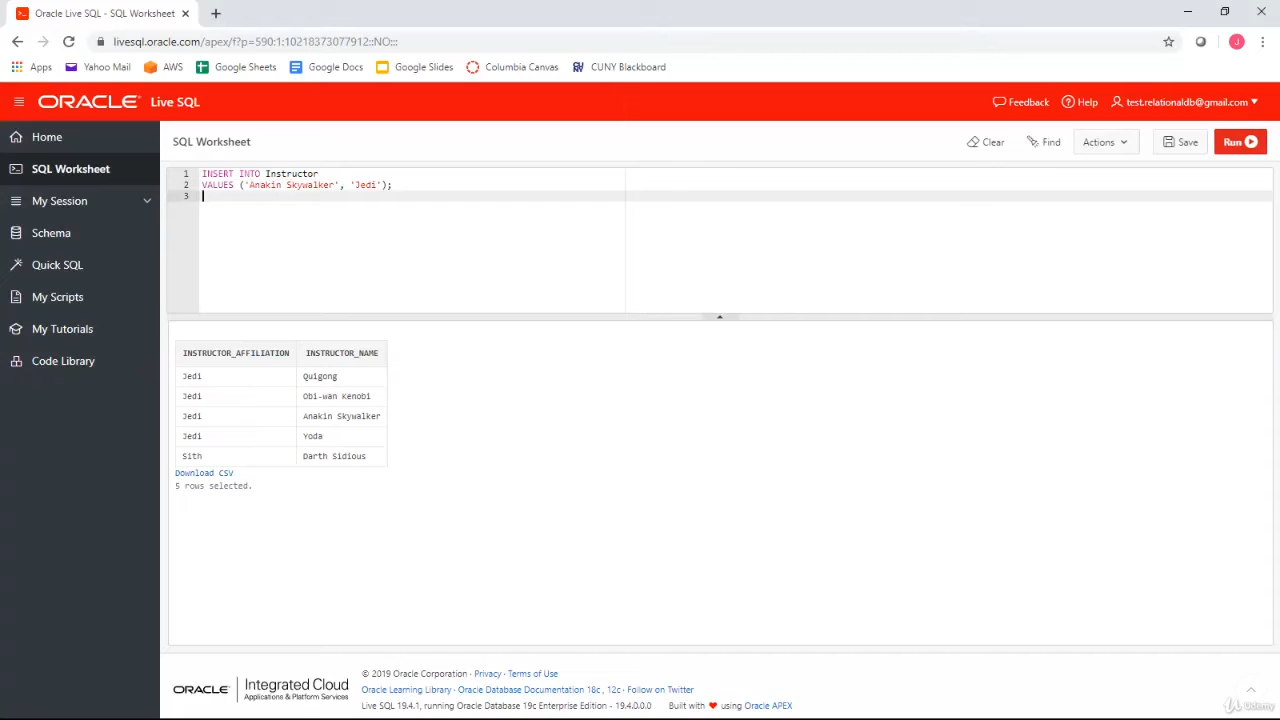 Oracle Live SQL - SQL Worksheet
livesql.oracle.com/apex/f?p=590:1:10218373077912::NO:::
J
Apps Yahoo Mail AWS Google Sheets Google Docs Google Slides Columbia Canvas CUNY Blackboard
ORACLE Live SQL Feedback Help test.relationaldb@gmail.com
Home
SQL Worksheet
My Session
Schema
Quick SQL
My Scripts
My Tutorials
Code Library
SQL Worksheet Clear Find Actions Save Run
1 INSERT INTO Instructor
2 VALUES ('Anakin Skywalker', 'Jedi');
3
INSTRUCTOR_AFFILIATION INSTRUCTOR_NAME
Jedi Quigong
Jedi Obi-wan Kenobi
Jedi Anakin Skywalker
Jedi Yoda
Sith Darth Sidious
Download CSV
5 rows selected.
ORACLE Integrated Cloud
Applications & Platform Services
© 2019 Oracle Corporation · Privacy · Terms of Use
Oracle Learning Library · Oracle Database Documentation 18c , 12c · Follow on Twitter
Live SQL 19.4.1, running Oracle Database 19c Enterprise Edition - 19.4.0.0.0 Built with ❤ using Oracle APEX
Udemy